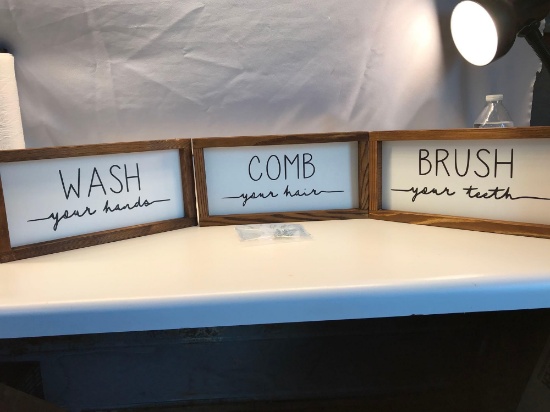 WASH
your hands
COMB
your hair
BRUSH
your teeth